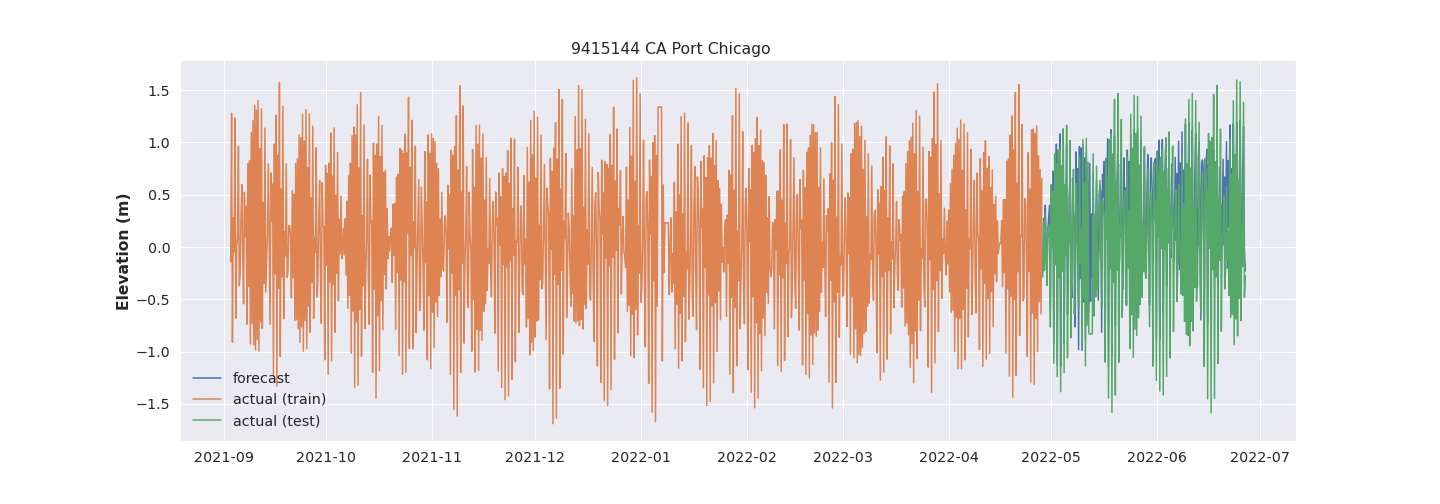 9415144 CA Port Chicago
Elevation (m)
1.5
1.0
0.5
0.0
−0.5
−1.0
−1.5
forecast
actual (train)
actual (test)
2021-09 2021-10 2021-11 2021-12 2022-01 2022-02 2022-03 2022-04 2022-05 2022-06 2022-07